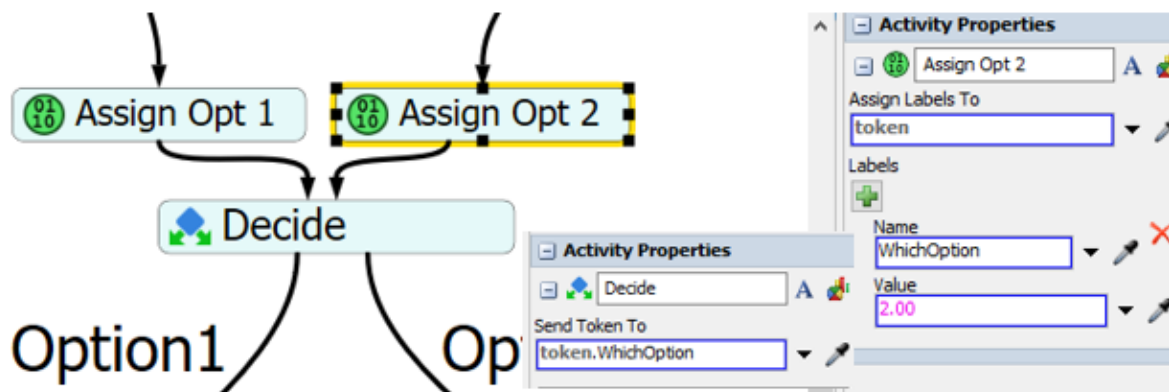 Assign Opt 1
Assign Opt 2
Decide
Option1
Op
Activity Properties
Decide
A
Send Token To
token.WhichOption
Activity Properties
Assign Opt 2
A
Assign Labels To
token
Labels
Name
WhichOption
Value
2.00